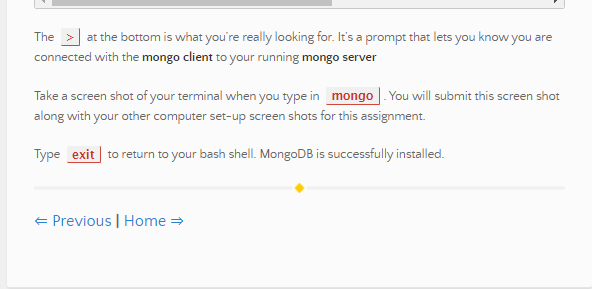 The > at the bottom is what you're really looking for. It's a prompt that lets you know you are
connected with the mongo client to your running mongo server
Take a screen shot of your terminal when you type in mongo . You will submit this screen shot
along with your other computer set-up screen shots for this assignment.
Type exit to return to your bash shell. MongoDB is successfully installed.
⇐ Previous | Home ⇒